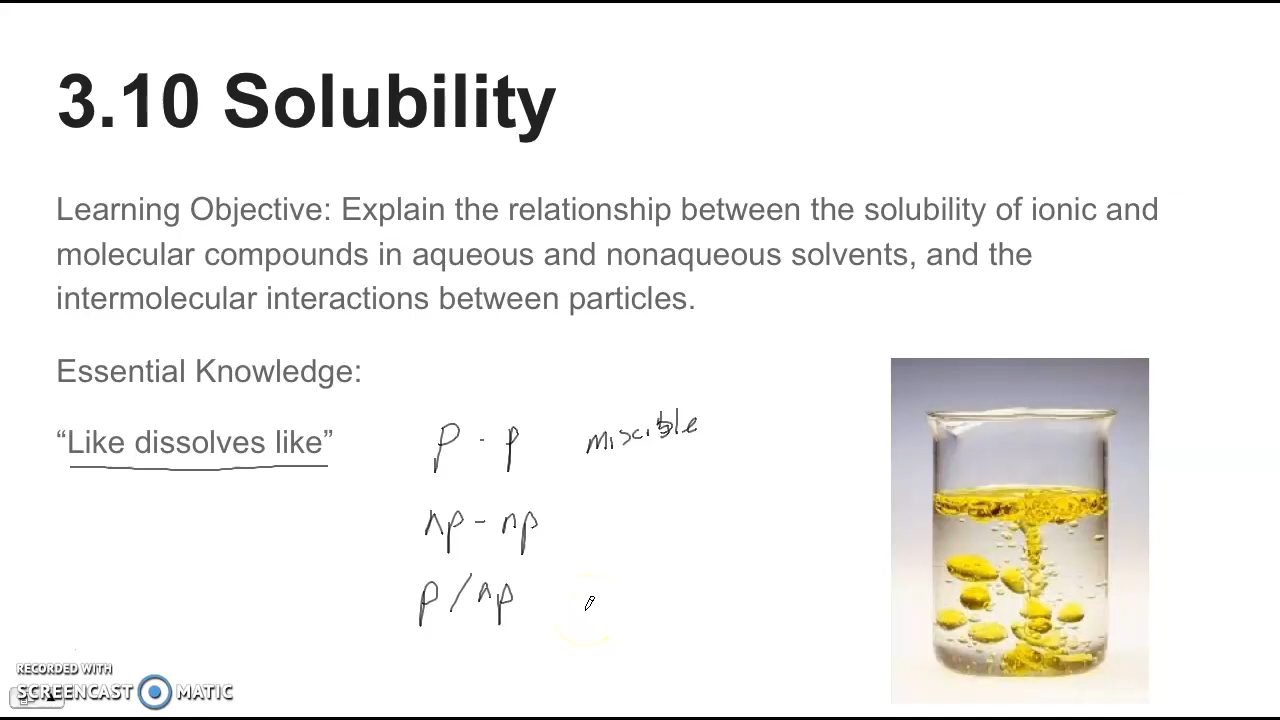 3.10 Solubility
Learning Objective: Explain the relationship between the solubility of ionic and
molecular compounds in aqueous and nonaqueous solvents, and the
intermolecular interactions between particles.
Essential Knowledge:
“Like dissolves like”
p - p miscible
np - np
p / np
RECORDED WITH
SCREENCAST MATIC